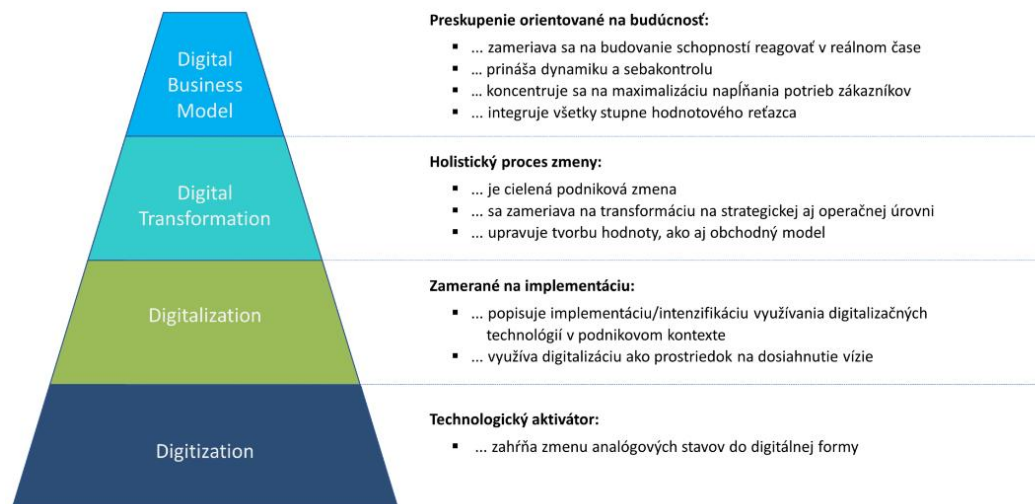 Digital
Business
Model
Preskupenie orientované na budúcnosť:
▪ ... zameriava sa na budovanie schopností reagovať v reálnom čase
▪ ... prináša dynamiku a sebakontrolu
▪ ... koncentruje sa na maximalizáciu napĺňania potrieb zákazníkov
▪ ... integruje všetky stupne hodnotového reťazca
Digital
Transformation
Holistický proces zmeny:
▪ ... je cielená podniková zmena
▪ ... sa zameriava na transformáciu na strategickej aj operačnej úrovni
▪ ... upravuje tvorbu hodnoty, ako aj obchodný model
Digitalization
Zamerané na implementáciu:
▪ ... popisuje implementáciu/intenzifikáciu využívania digitalizačných
technológií v podnikovom kontexte
▪ ... využíva digitalizáciu ako prostriedok na dosiahnutie vízie
Digitization
Technologický aktivátor:
▪ ... zahŕňa zmenu analógových stavov do digitálnej formy